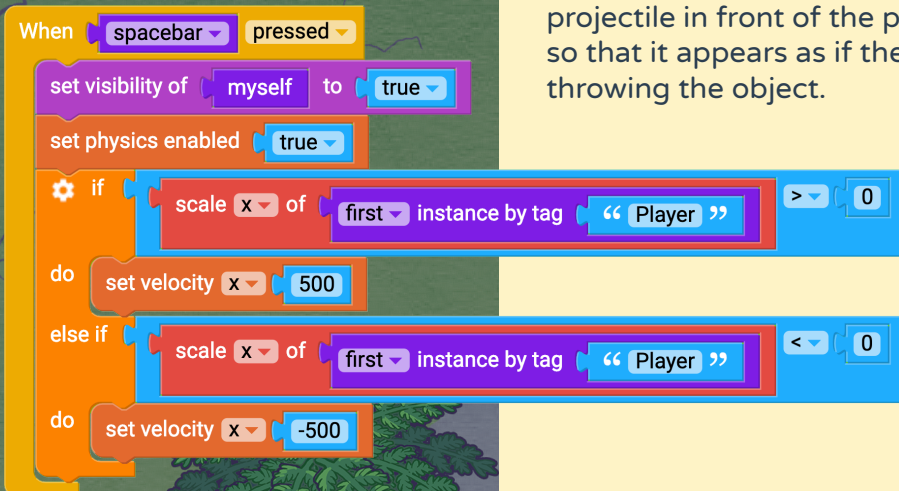 When spacebar pressed
set visibility of myself to true
set physics enabled true
if scale x of first instance by tag “ Player ” > 0
do set velocity x 500
else if scale x of first instance by tag “ Player ” < 0
do set velocity x -500
projectile in front of the
so that it appears as if
throwing the object.